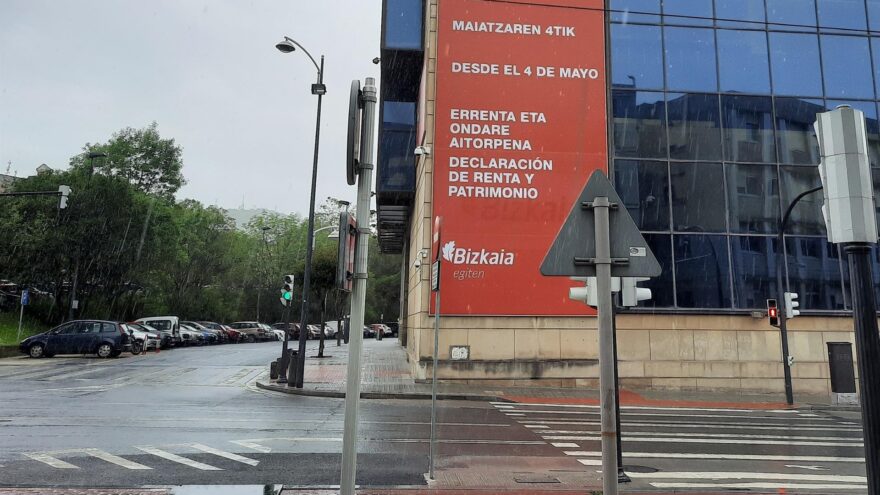 MAIATZAREN 4TIK
DESDE EL 4 DE MAYO
ERRENTA ETA
ONDARE
AITORPENA
DECLARACIÓN
DE RENTA Y
PATRIMONIO
Bizkaia
egiten